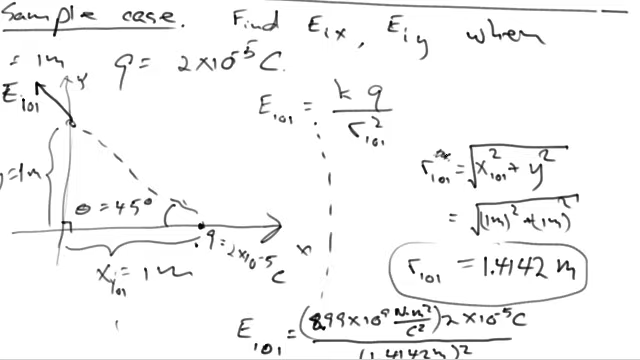 Sample case. Find E₁ₓ, E₁y when
= 1m y q = 2×10⁻⁵ C.
E₁₀₁
E₁₀₁ = k q / r₁₀₁²
y=1m
r₁₀₁ = √(x₁₀₁² + y²)
θ = 45°
= √((1m)² + (1m)²)
q = 2×10⁻⁵ C
x
x₁₀₁ = 1m
r₁₀₁ = 1.4142 m
E₁₀₁ = (8.99×10⁹ N·m²/C²) 2×10⁻⁵ C / (1.4142m)²